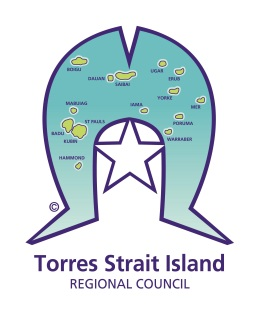 BOIGU
UGAR
DAUAN
SAIBAI
ERUB
YORKE
MABUIAG
IAMA
MER
ST PAULS
PORUMA
BADU
KUBIN
WARRABER
HAMMOND
©
Torres Strait Island
REGIONAL COUNCIL